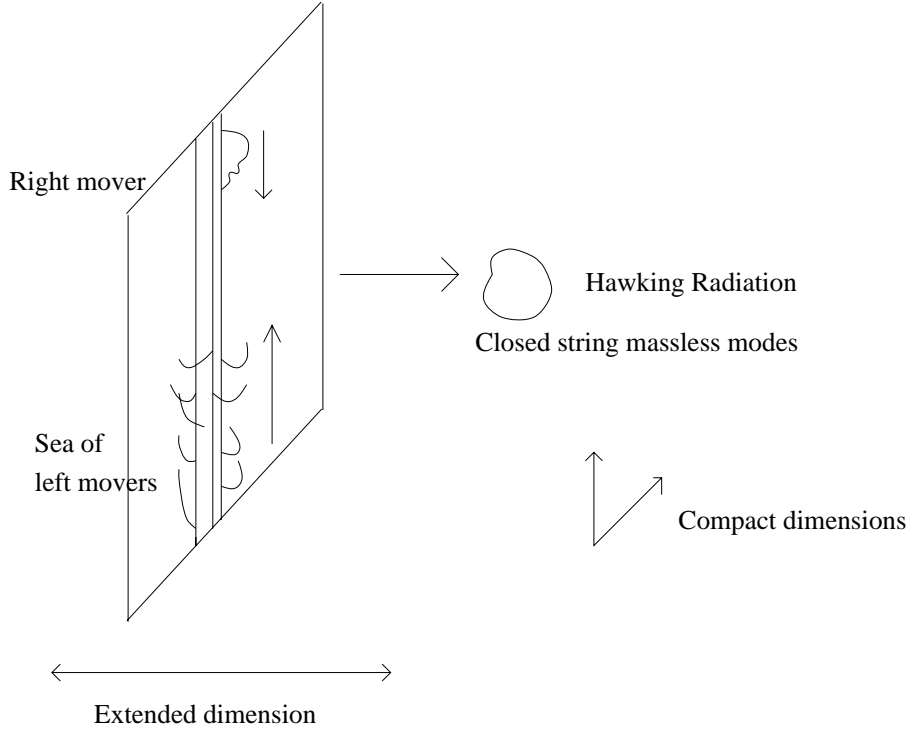 Right mover
Hawking Radiation
Closed string massless modes
Sea of
left movers
Compact dimensions
Extended dimension